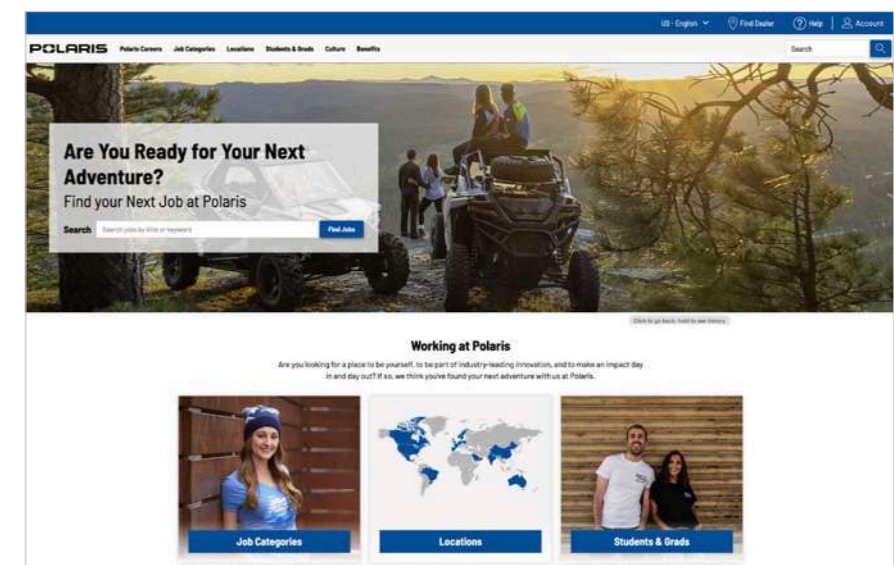 US - English Find Dealer Help Account
POLARIS Polaris Careers Job Categories Locations Students & Grads Culture Benefits Search
Are You Ready for Your Next
Adventure?
Find your Next Job at Polaris
Search Search jobs by title or keyword Find Jobs
Click to go back, hold to see history
Working at Polaris
Are you looking for a place to be yourself, to be part of industry-leading innovation, and to make an impact day
in and day out? If so, we think you've found your next adventure with us at Polaris.
Job Categories Locations Students & Grads